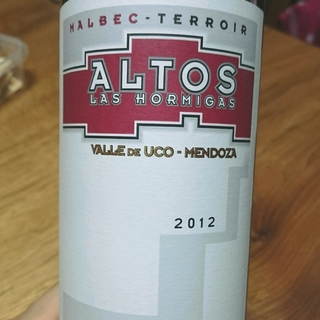 MALBEC - TERROIR
ALTOS
LAS HORMIGAS
VALLE DE UCO - MENDOZA
2012